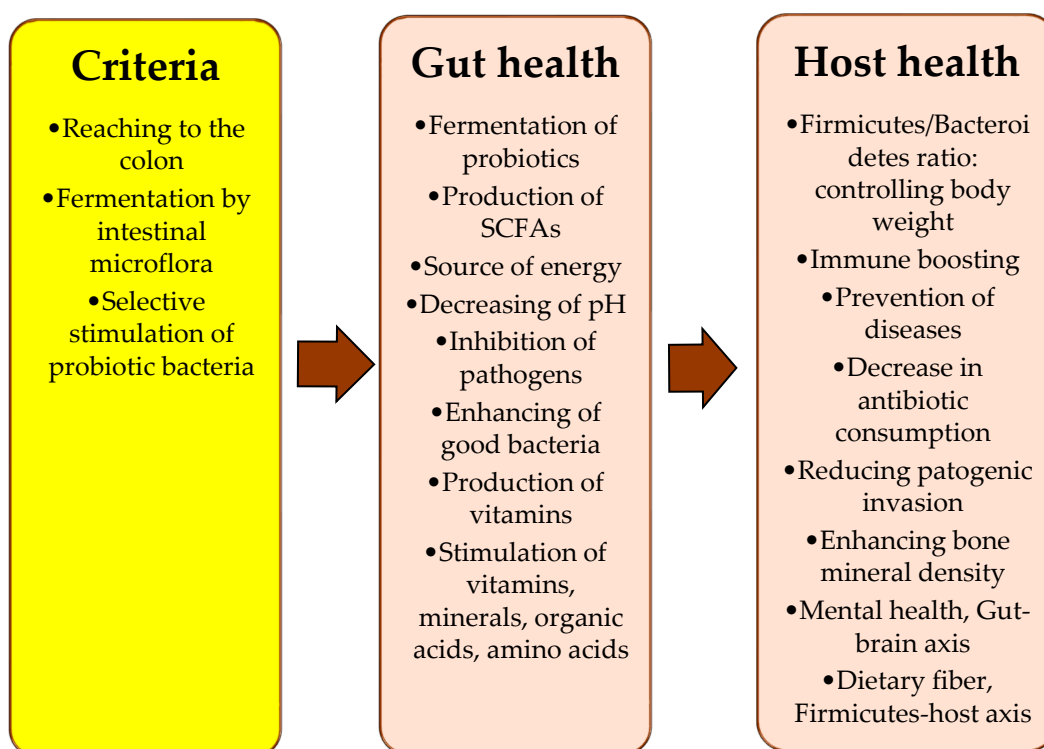 Criteria
•Reaching to the
colon
•Fermentation by
intestinal
microflora
•Selective
stimulation of
probiotic bacteria
Gut health
•Fermentation of
probiotics
•Production of
SCFAs
•Source of energy
•Decreasing of pH
•Inhibition of
pathogens
•Enhancing of
good bacteria
•Production of
vitamins
•Stimulation of
vitamins,
minerals, organic
acids, amino acids
Host health
•Firmicutes/Bacteroi
detes ratio:
controlling body
weight
•Immune boosting
•Prevention of
diseases
•Decrease in
antibiotic
consumption
•Reducing patogenic
invasion
•Enhancing bone
mineral density
•Mental health, Gut-
brain axis
•Dietary fiber,
Firmicutes-host axis